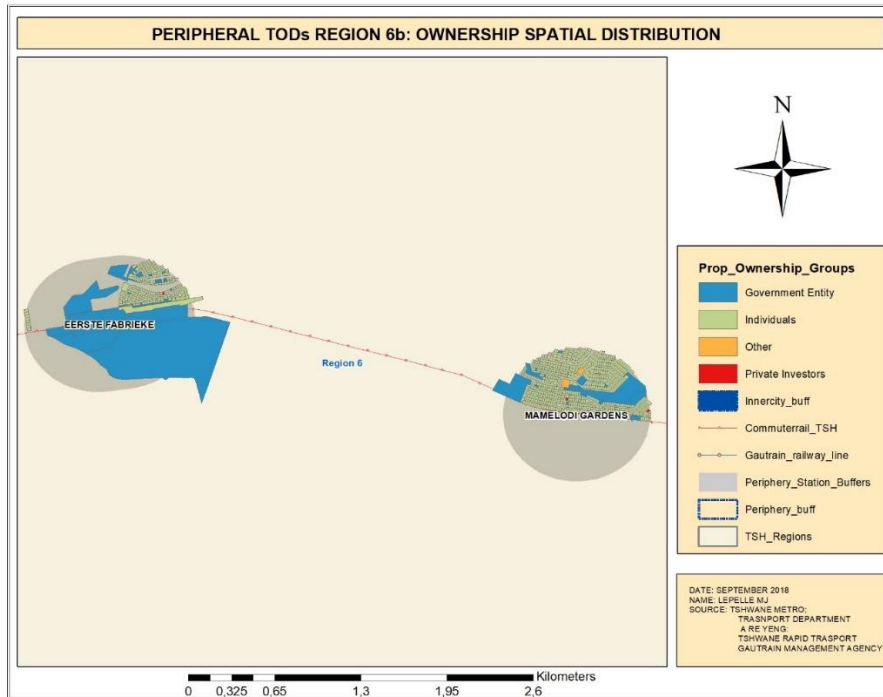 PERIPHERAL TODs REGION 6b: OWNERSHIP SPATIAL DISTRIBUTION
N
EERSTE FABRIEKE
Region 6
MAMELODI GARDENS
Prop_Ownership_Groups
Government Entity
Individuals
Other
Private Investors
Innercity_buff
Commuterrail_TSH
Gautrain_railway_line
Periphery_Station_Buffers
Periphery_buff
TSH_Regions
DATE: SEPTEMBER 2018
NAME: LEPELLE MJ
SOURCE: TSHWANE METRO;
TRASNPORT DEPARTMENT
A RE YENG:
TSHWANE RAPID TRASPORT
GAUTRAIN MANAGEMENT AGENCY
Kilometers
0 0,325 0,65 1,3 1,95 2,6